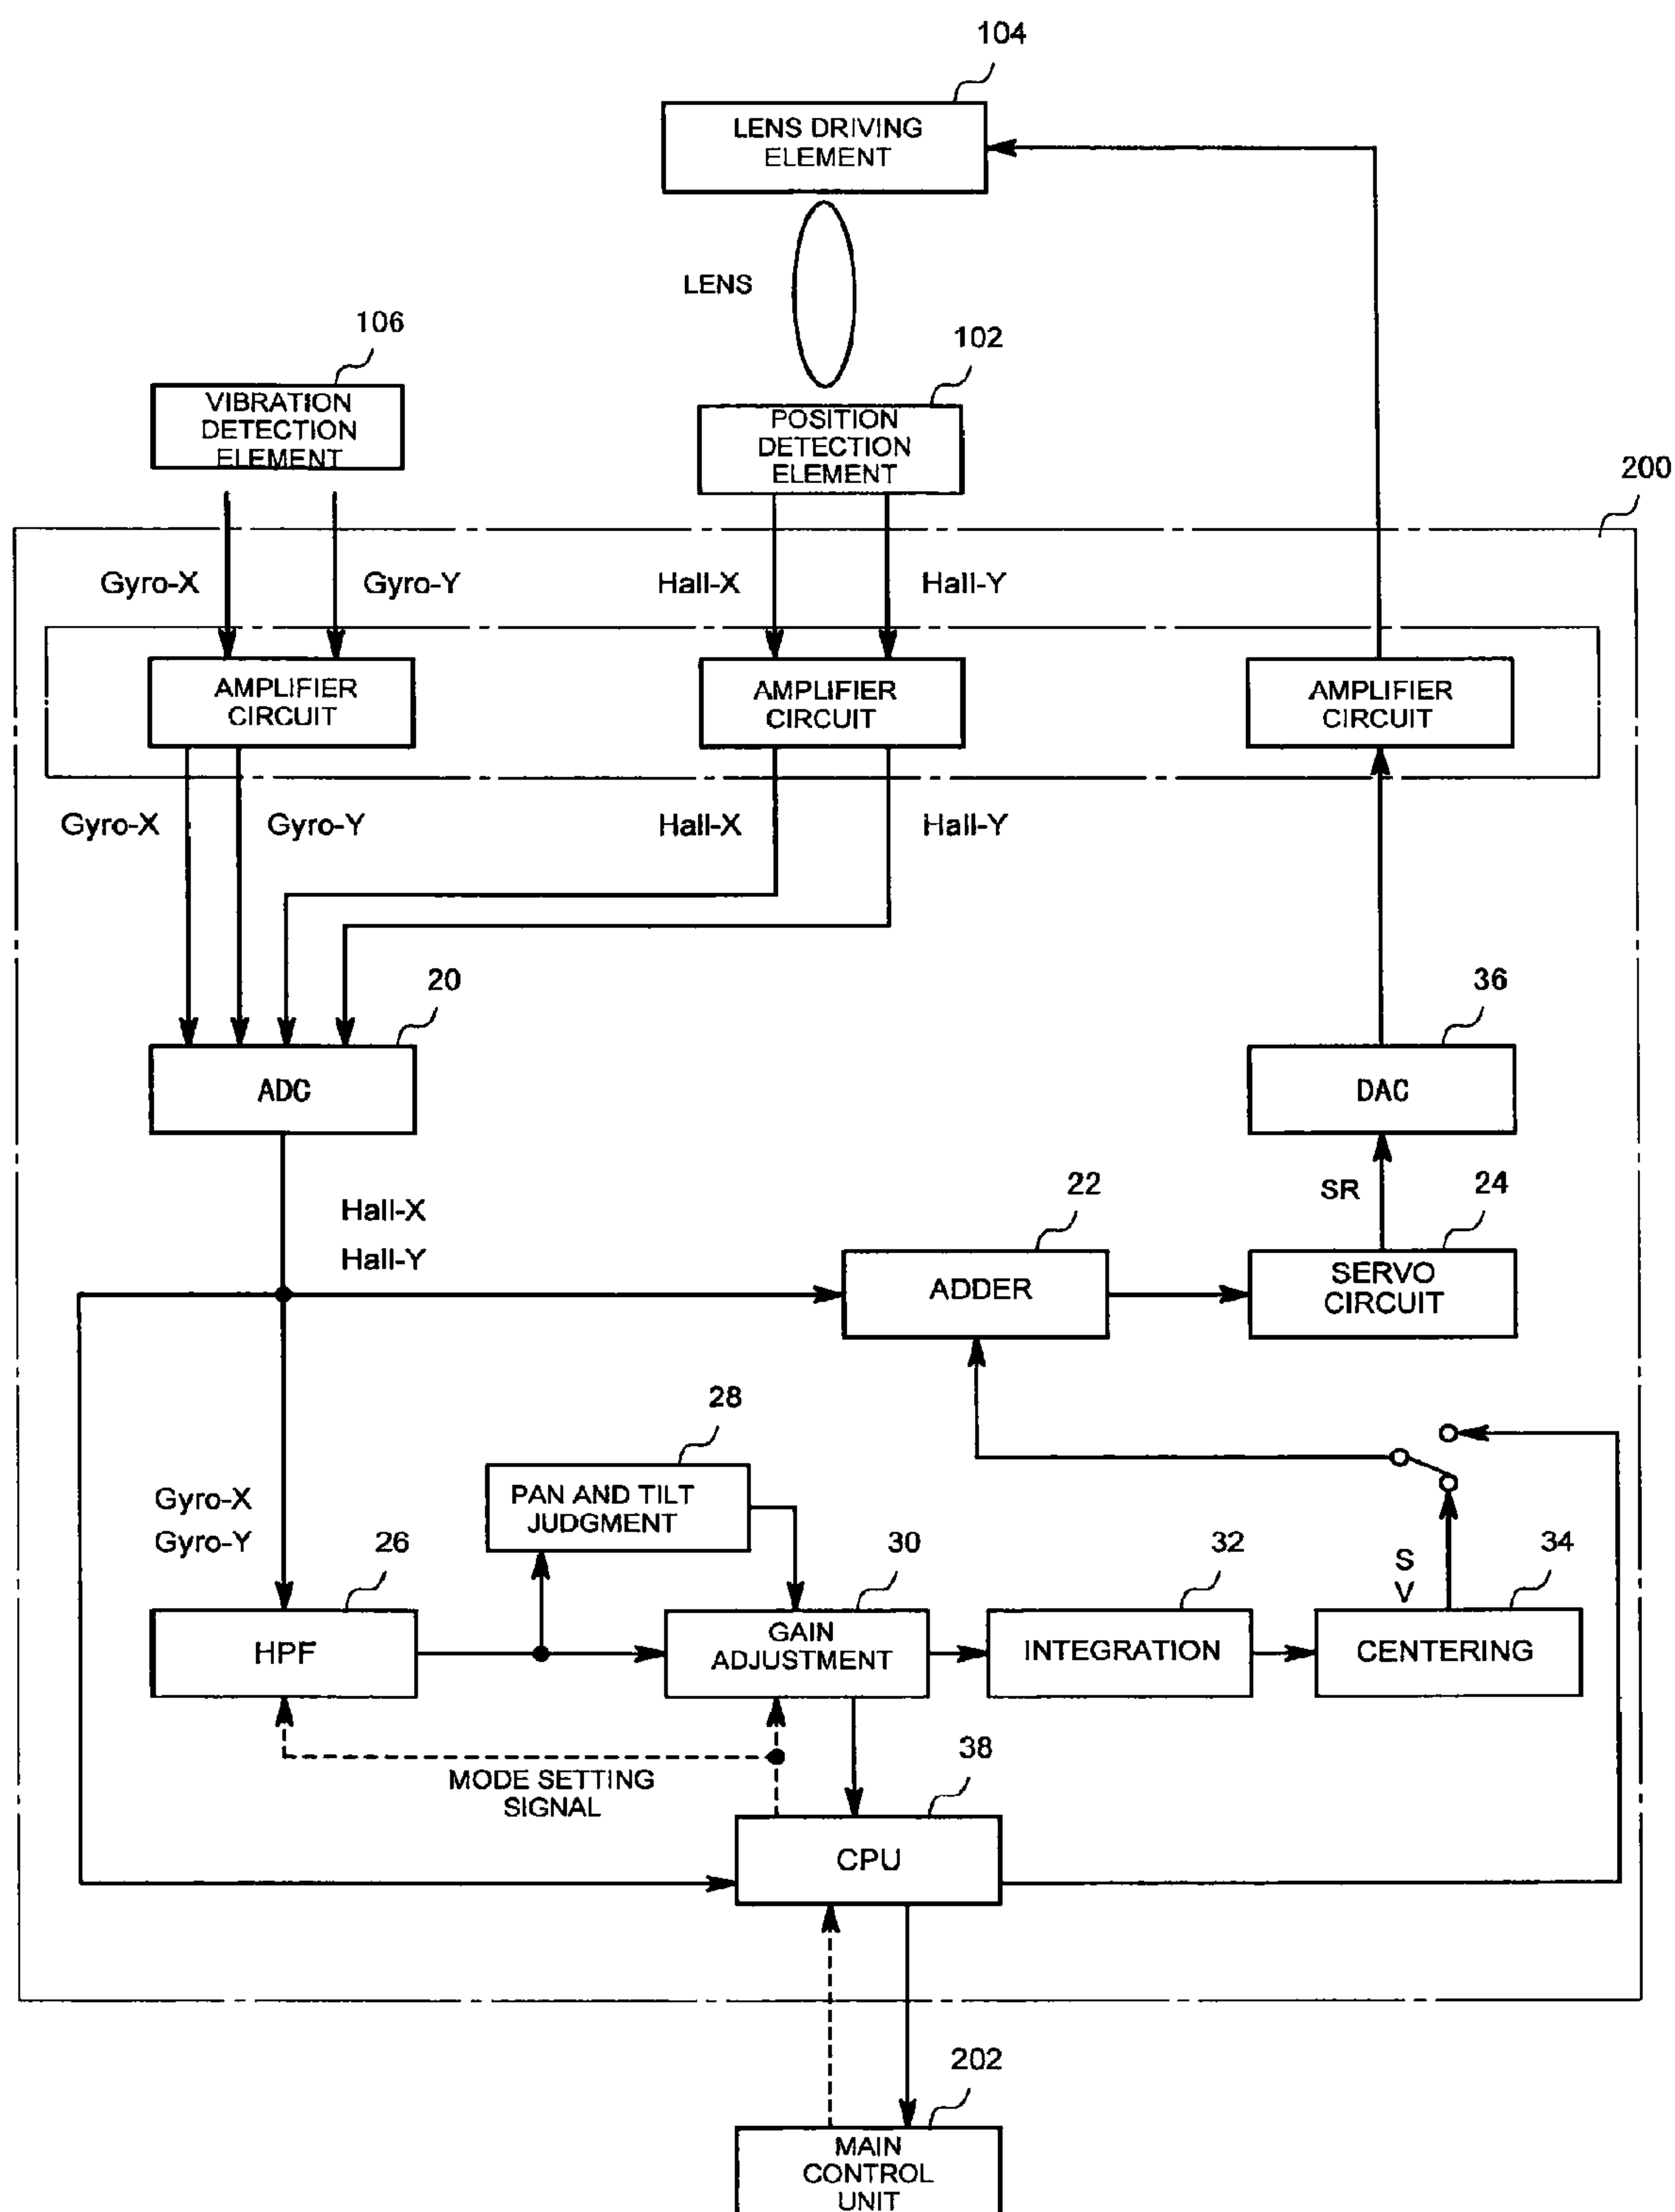 104
LENS DRIVING
ELEMENT
LENS
106
VIBRATION
DETECTION
ELEMENT
102
POSITION
DETECTION
ELEMENT
200
Gyro-X
Gyro-Y
Hall-X
Hall-Y
AMPLIFIER
CIRCUIT
AMPLIFIER
CIRCUIT
AMPLIFIER
CIRCUIT
Gyro-X
Gyro-Y
Hall-X
Hall-Y
20
ADC
36
DAC
Hall-X
Hall-Y
22
ADDER
SR
24
SERVO
CIRCUIT
28
PAN AND TILT
JUDGMENT
Gyro-X
Gyro-Y
26
HPF
30
GAIN
ADJUSTMENT
32
INTEGRATION
S
V
34
CENTERING
MODE SETTING
SIGNAL
38
CPU
202
MAIN
CONTROL
UNIT